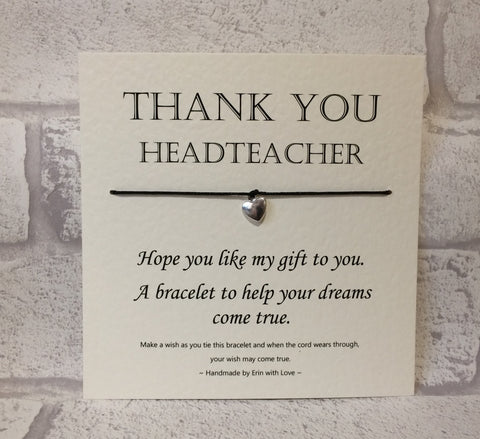 THANK YOU
HEADTEACHER
Hope you like my gift to you.
A bracelet to help your dreams
come true.
Make a wish as you tie this bracelet and when the cord wears through,
your wish may come true.
~ Handmade by Erin with Love ~